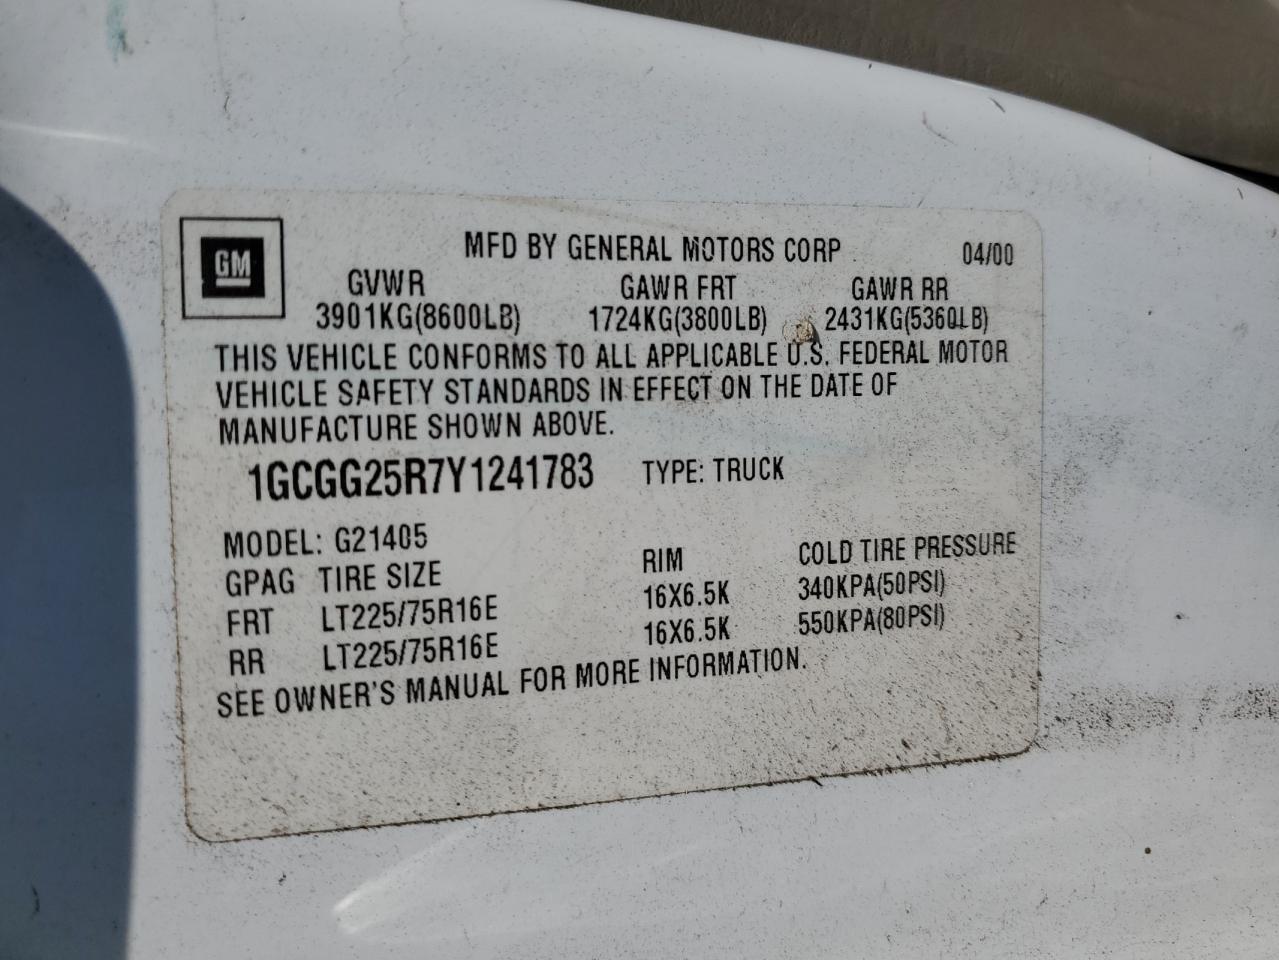 GM
MFD BY GENERAL MOTORS CORP 04/00
GVWR GAWR FRT GAWR RR
3901KG(8600LB) 1724KG(3800LB) 2431KG(5360LB)
THIS VEHICLE CONFORMS TO ALL APPLICABLE U.S. FEDERAL MOTOR
VEHICLE SAFETY STANDARDS IN EFFECT ON THE DATE OF
MANUFACTURE SHOWN ABOVE.
1GCGG25R7Y1241783 TYPE: TRUCK
MODEL: G21405
GPAG TIRE SIZE RIM COLD TIRE PRESSURE
FRT LT225/75R16E 16X6.5K 340KPA(50PSI)
RR LT225/75R16E 16X6.5K 550KPA(80PSI)
SEE OWNER'S MANUAL FOR MORE INFORMATION.